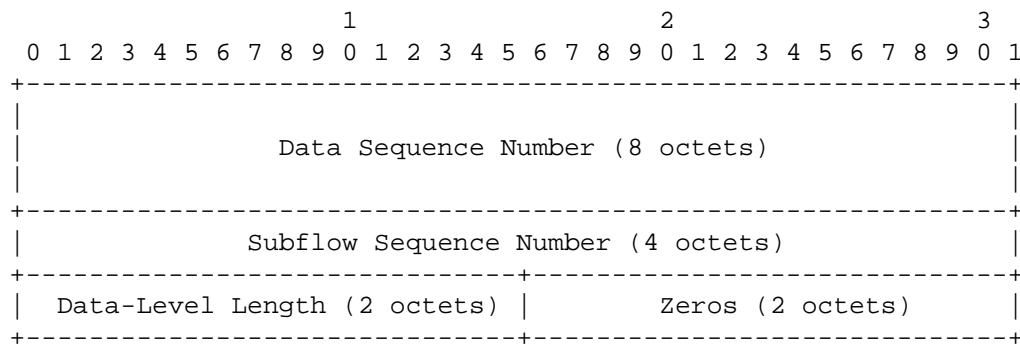 1                   2                   3
 0 1 2 3 4 5 6 7 8 9 0 1 2 3 4 5 6 7 8 9 0 1 2 3 4 5 6 7 8 9 0 1
+---------------------------------------------------------------+
|                                                               |
|                Data Sequence Number (8 octets)                |
|                                                               |
+---------------------------------------------------------------+
|              Subflow Sequence Number (4 octets)               |
+-------------------------------+-------------------------------+
|  Data-Level Length (2 octets) |        Zeros (2 octets)       |
+-------------------------------+-------------------------------+